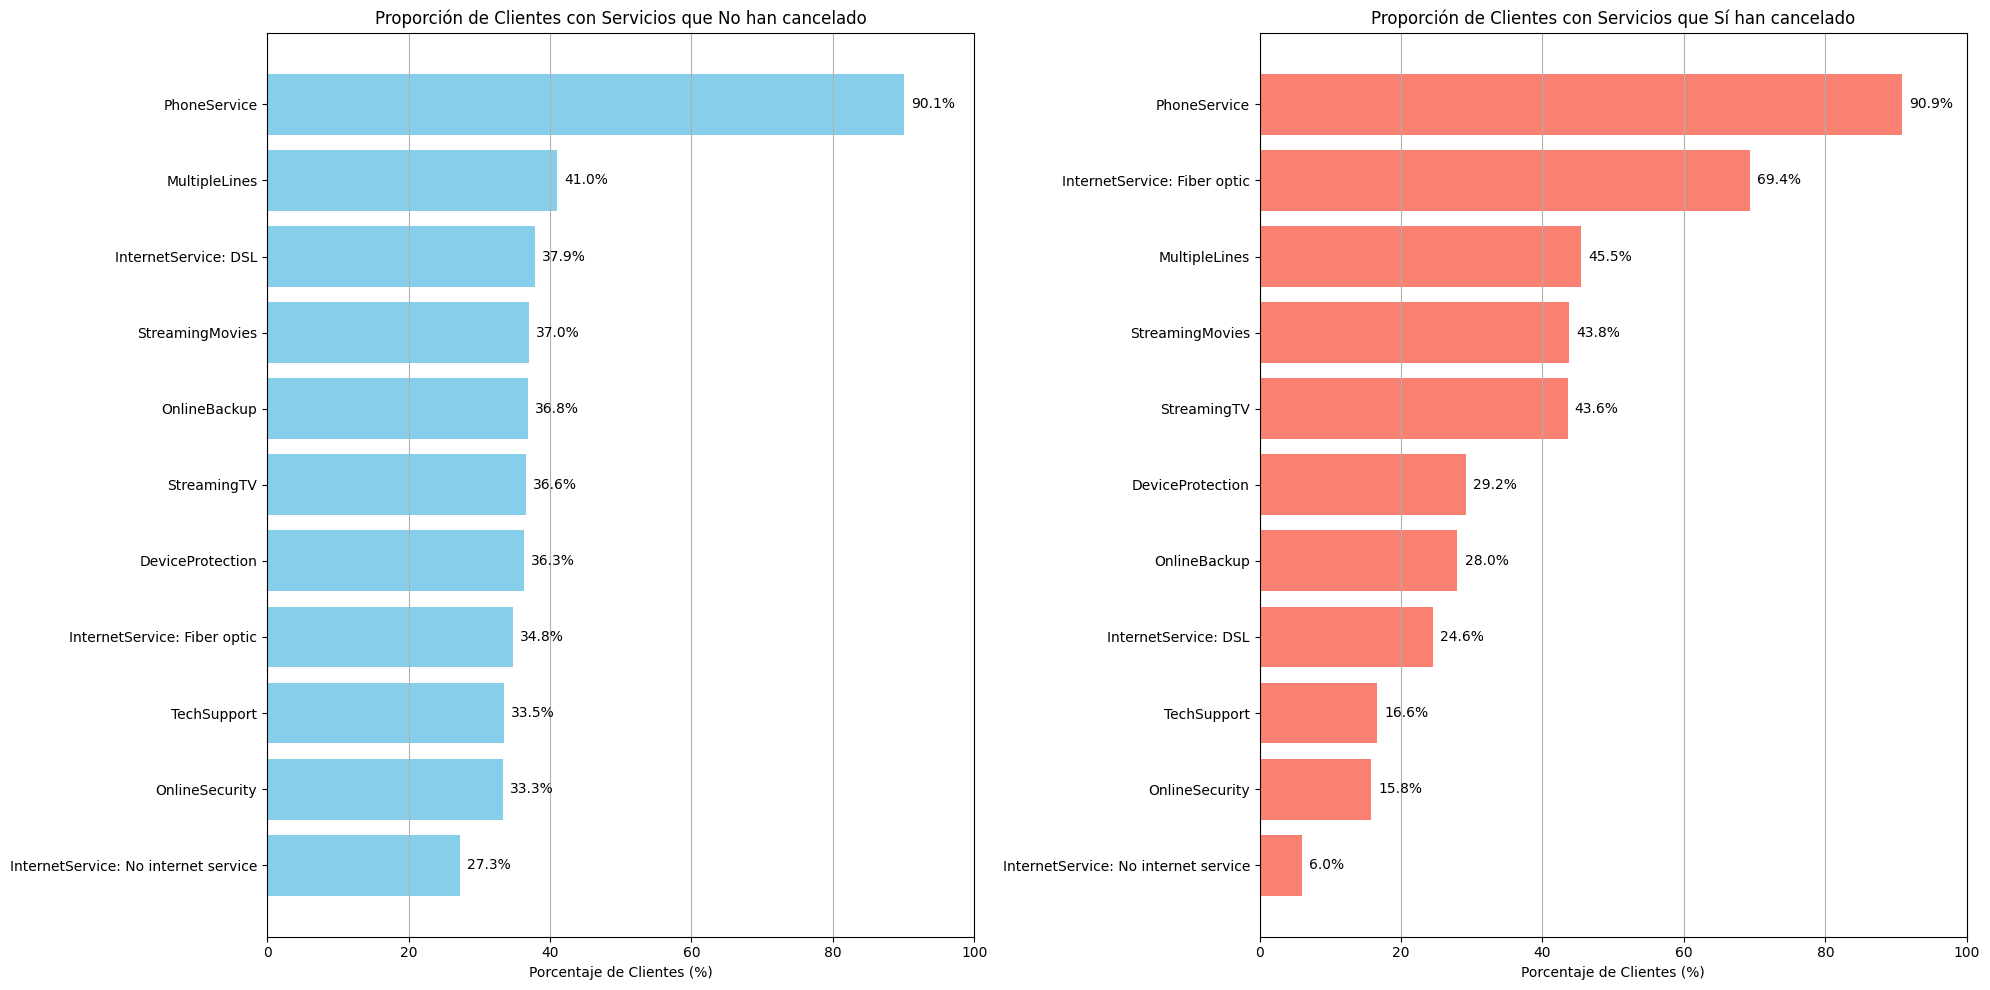 Proporción de Clientes con Servicios que No han cancelado
PhoneService 90.1%
MultipleLines 41.0%
InternetService: DSL 37.9%
StreamingMovies 37.0%
OnlineBackup 36.8%
StreamingTV 36.6%
DeviceProtection 36.3%
InternetService: Fiber optic 34.8%
TechSupport 33.5%
OnlineSecurity 33.3%
InternetService: No internet service 27.3%
0 20 40 60 80 100
Porcentaje de Clientes (%)
Proporción de Clientes con Servicios que Sí han cancelado
PhoneService 90.9%
InternetService: Fiber optic 69.4%
MultipleLines 45.5%
StreamingMovies 43.8%
StreamingTV 43.6%
DeviceProtection 29.2%
OnlineBackup 28.0%
InternetService: DSL 24.6%
TechSupport 16.6%
OnlineSecurity 15.8%
InternetService: No internet service 6.0%
0 20 40 60 80 100
Porcentaje de Clientes (%)